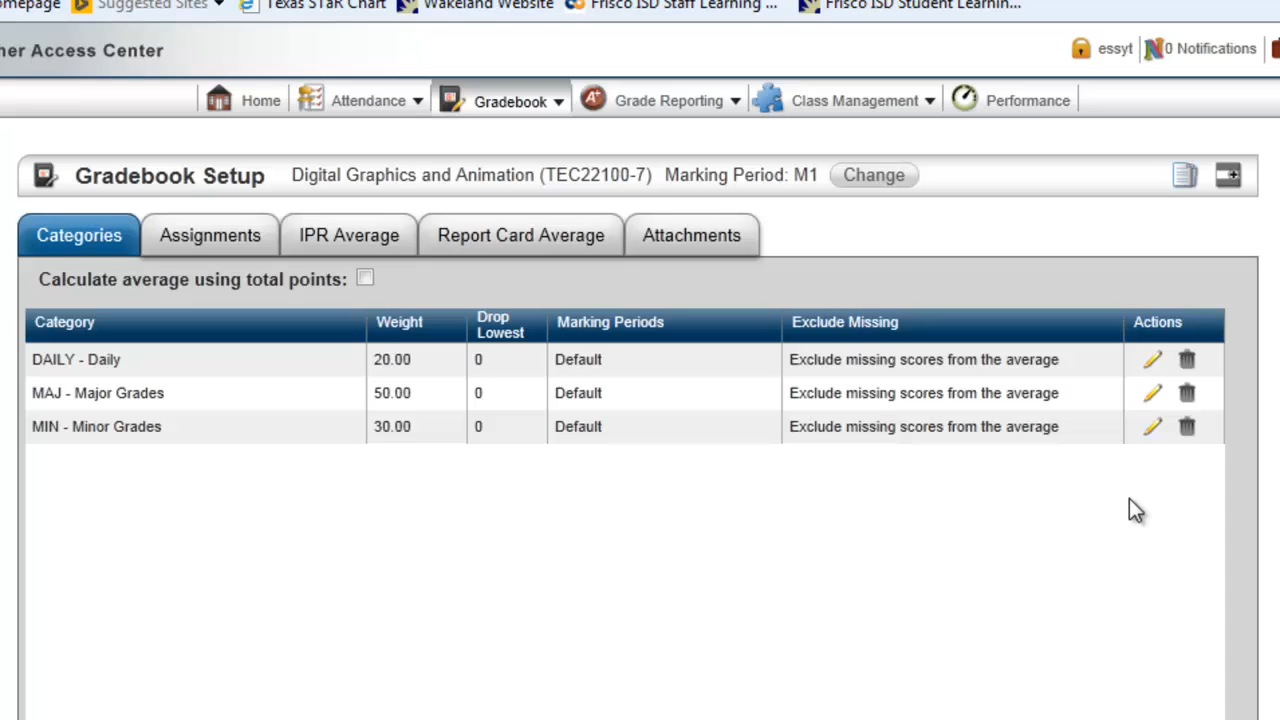 Suggested Sites Texas STaR Chart Wakeland Website Frisco ISD Staff Learning ... Frisco ISD Student Learnin...
Access Center essyt 0 Notifications
Home Attendance Gradebook Grade Reporting Class Management Performance
Gradebook Setup Digital Graphics and Animation (TEC22100-7) Marking Period: M1 Change
Categories Assignments IPR Average Report Card Average Attachments
Calculate average using total points:
Category Weight Drop Lowest Marking Periods Exclude Missing Actions
DAILY - Daily 20.00 0 Default Exclude missing scores from the average
MAJ - Major Grades 50.00 0 Default Exclude missing scores from the average
MIN - Minor Grades 30.00 0 Default Exclude missing scores from the average